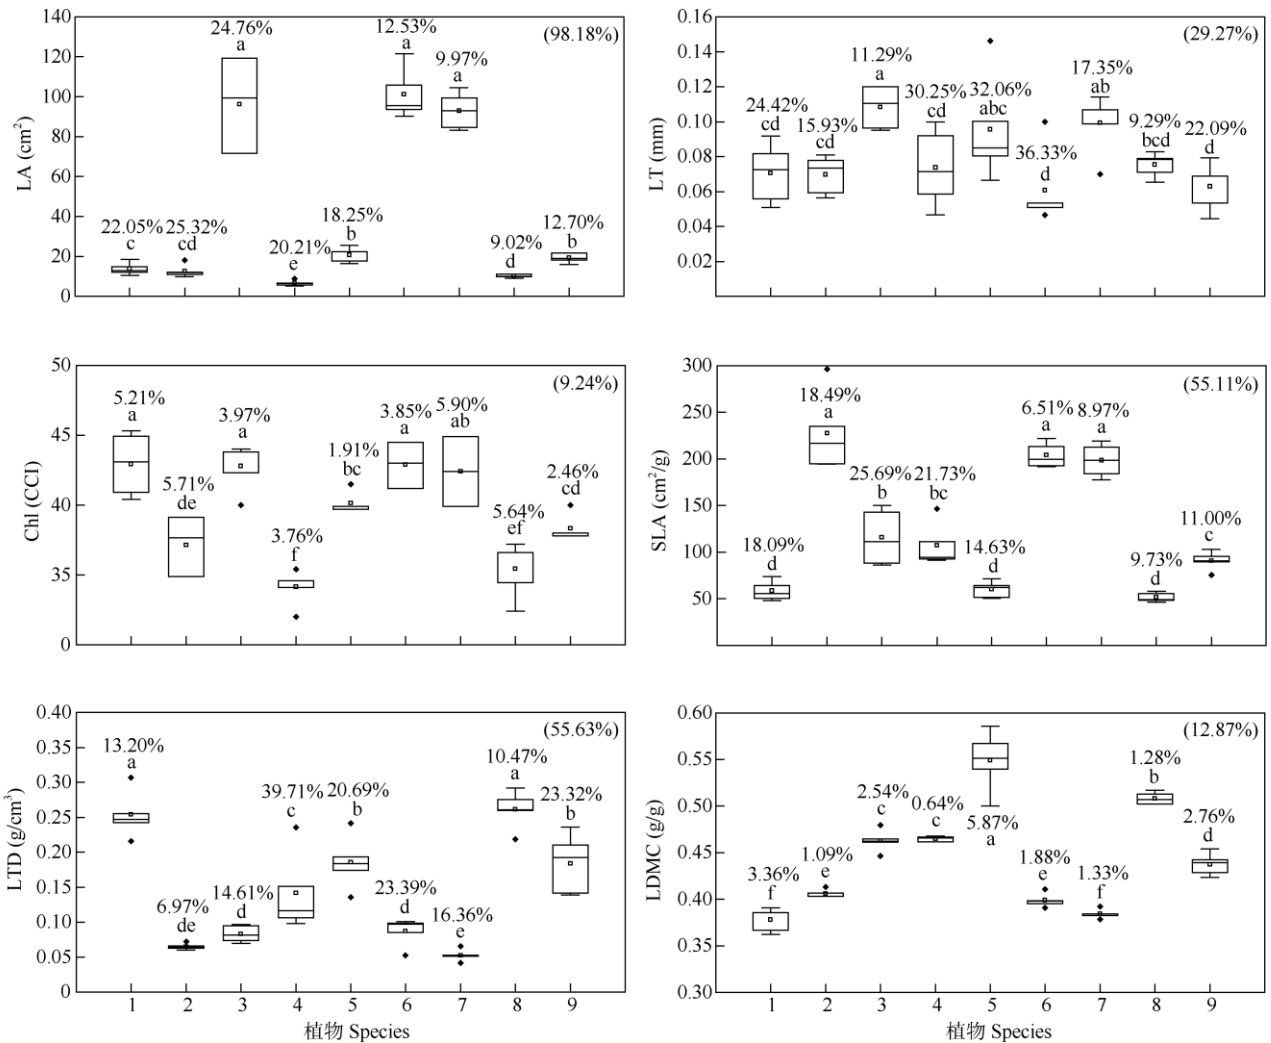 140
120
100
80
60
40
20
0
LA (cm²)
(98.18%)
22.05%
c
25.32%
cd
24.76%
a
20.21%
e
18.25%
b
12.53%
a
9.97%
a
9.02%
d
12.70%
b
0.16
0.14
0.12
0.10
0.08
0.06
0.04
0.02
LT (mm)
(29.27%)
24.42%
cd
15.93%
cd
11.29%
a
30.25%
cd
32.06%
abc
36.33%
d
17.35%
ab
9.29%
bcd
22.09%
d
50
45
40
35
0
Chl (CCI)
(9.24%)
5.21%
a
5.71%
de
3.97%
a
3.76%
f
1.91%
bc
3.85%
a
5.90%
ab
5.64%
ef
2.46%
cd
300
250
200
150
100
50
SLA (cm²/g)
(55.11%)
18.09%
d
18.49%
a
25.69%
b
21.73%
bc
14.63%
d
6.51%
a
8.97%
a
9.73%
d
11.00%
c
0.40
0.35
0.30
0.25
0.20
0.15
0.10
0.05
0
LTD (g/cm³)
(55.63%)
13.20%
a
6.97%
de
14.61%
d
39.71%
c
20.69%
b
23.39%
d
16.36%
e
10.47%
a
23.32%
b
1 2 3 4 5 6 7 8 9
植物 Species
0.60
0.55
0.50
0.45
0.40
0.35
0.30
LDMC (g/g)
(12.87%)
3.36%
f
1.09%
e
2.54%
c
0.64%
c
5.87%
a
1.88%
e
1.33%
f
1.28%
b
2.76%
d
1 2 3 4 5 6 7 8 9
植物 Species